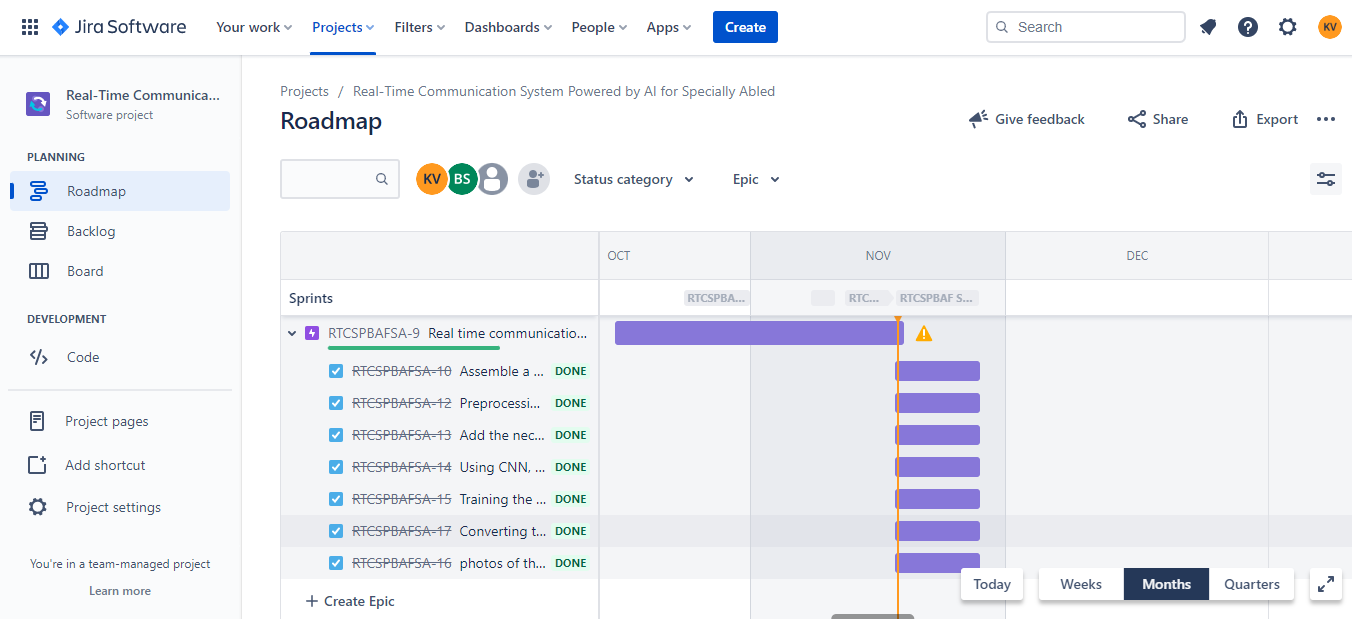 Jira Software Your work Projects Filters Dashboards People Apps Create Search KV
Real-Time Communica...
Software project
PLANNING
Roadmap
Backlog
Board
DEVELOPMENT
Code
Project pages
Add shortcut
Project settings
You're in a team-managed project
Learn more
Projects / Real-Time Communication System Powered by AI for Specially Abled
Roadmap
Give feedback Share Export
KV BS Status category Epic
OCT NOV DEC
Sprints RTCSPBA... RTC... RTCSPBAF S...
RTCSPBAFSA-9 Real time communicatio...
RTCSPBAFSA-10 Assemble a ... DONE
RTCSPBAFSA-12 Preprocessi... DONE
RTCSPBAFSA-13 Add the nec... DONE
RTCSPBAFSA-14 Using CNN, ... DONE
RTCSPBAFSA-15 Training the ... DONE
RTCSPBAFSA-17 Converting t... DONE
RTCSPBAFSA-16 photos of th... DONE
+ Create Epic
Today Weeks Months Quarters